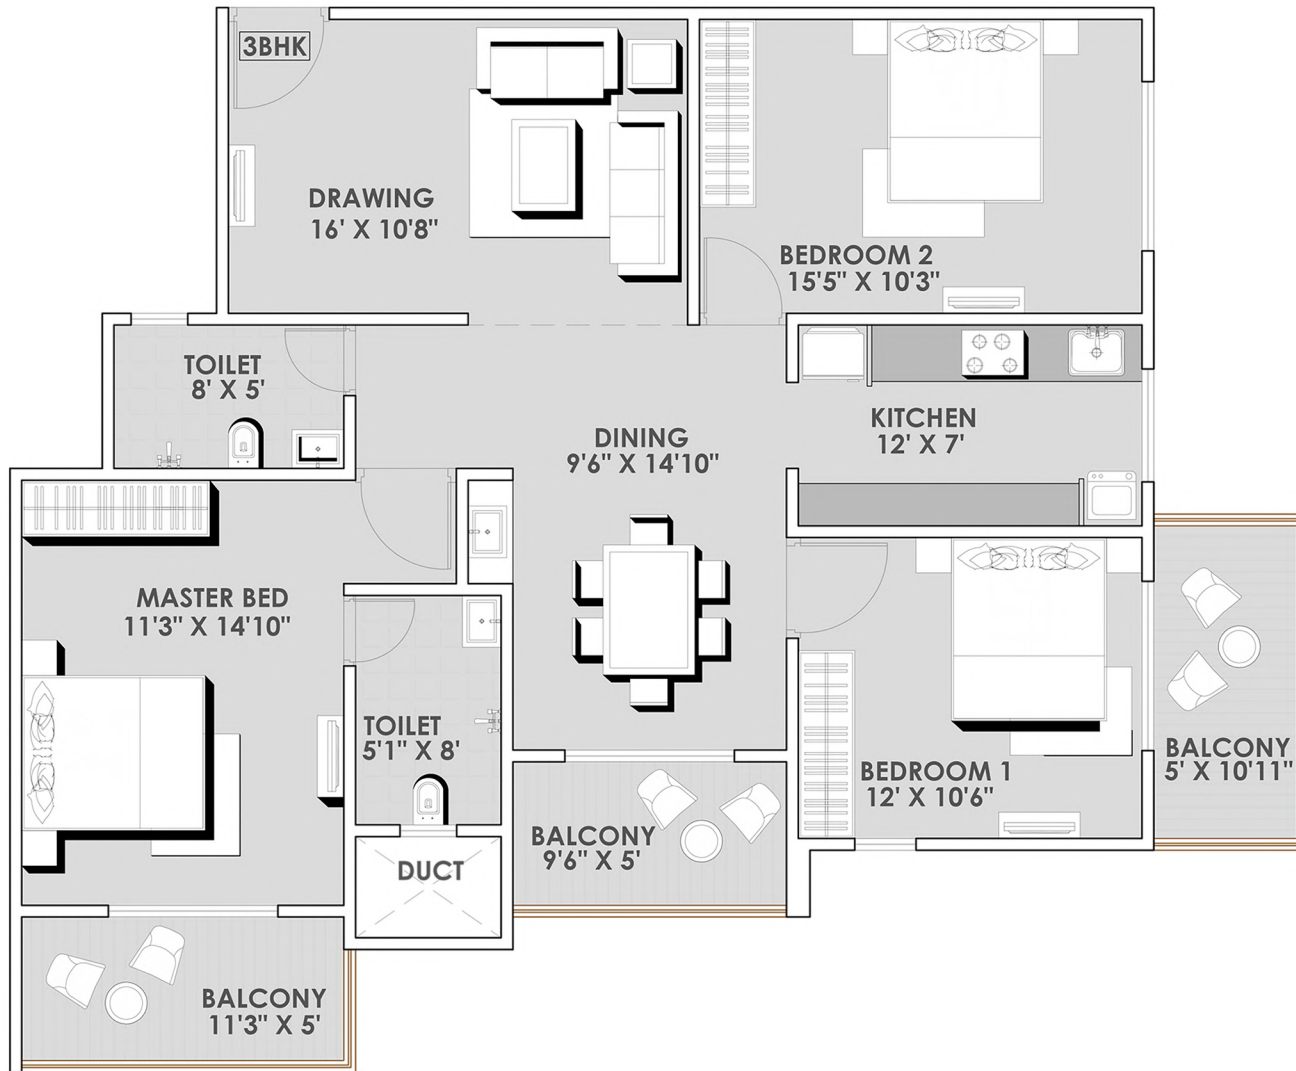 3BHK
DRAWING
16' X 10'8"
BEDROOM 2
15'5" X 10'3"
TOILET
8' X 5'
KITCHEN
12' X 7'
DINING
9'6" X 14'10"
MASTER BED
11'3" X 14'10"
TOILET
5'1" X 8'
BEDROOM 1
12' X 10'6"
BALCONY
5' X 10'11"
BALCONY
9'6" X 5'
DUCT
BALCONY
11'3" X 5'